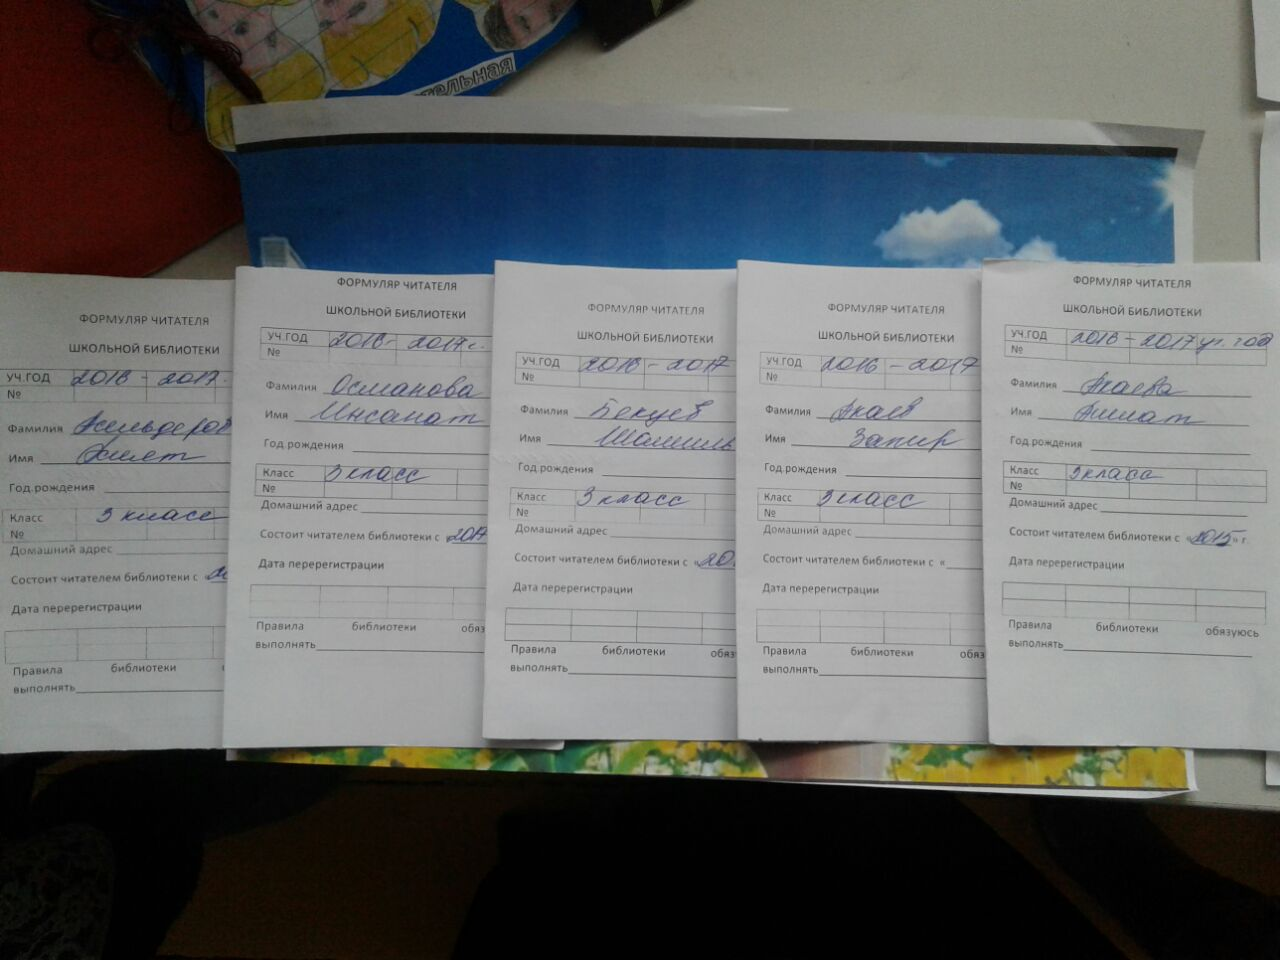 тельная
ФОРМУЛЯР ЧИТАТЕЛЯ
ШКОЛЬНОЙ БИБЛИОТЕКИ
УЧ.ГОД 2016 - 2017.
№
Фамилия
Имя
Год рождения
Класс 3 класс
№
Домашний адрес
Состоит читателем библиотеки с «
Дата перерегистрации
Правила библиотеки
выполнять
ФОРМУЛЯР ЧИТАТЕЛЯ
ШКОЛЬНОЙ БИБЛИОТЕКИ
УЧ.ГОД 2016 - 2017 г.
№
Фамилия Османова
Имя Инсанат
Год рождения
Класс 3 класс
№
Домашний адрес
Состоит читателем библиотеки с «2017
Дата перерегистрации
Правила библиотеки обяз
выполнять
ФОРМУЛЯР ЧИТАТЕЛЯ
ШКОЛЬНОЙ БИБЛИОТЕКИ
УЧ.ГОД 2016 - 2017
№
Фамилия Бекуев
Имя Шамиль
Год рождения
Класс 3 класс
№
Домашний адрес
Состоит читателем библиотеки с «20
Дата перерегистрации
Правила библиотеки обяз
выполнять
ФОРМУЛЯР ЧИТАТЕЛЯ
ШКОЛЬНОЙ БИБЛИОТЕКИ
УЧ.ГОД 2016 - 2017
№
Фамилия Акаев
Имя Запир
Год рождения
Класс 3 класс
№
Домашний адрес
Состоит читателем библиотеки с «
Дата перерегистрации
Правила библиотеки обяз
выполнять
ФОРМУЛЯР ЧИТАТЕЛЯ
ШКОЛЬНОЙ БИБЛИОТЕКИ
УЧ.ГОД 2016 - 2017 уч. год
№
Фамилия Акаева
Имя
Год рождения
Класс 3 класс
№
Домашний адрес
Состоит читателем библиотеки с «2015» г.
Дата перерегистрации
Правила библиотеки обязуюсь
выполнять